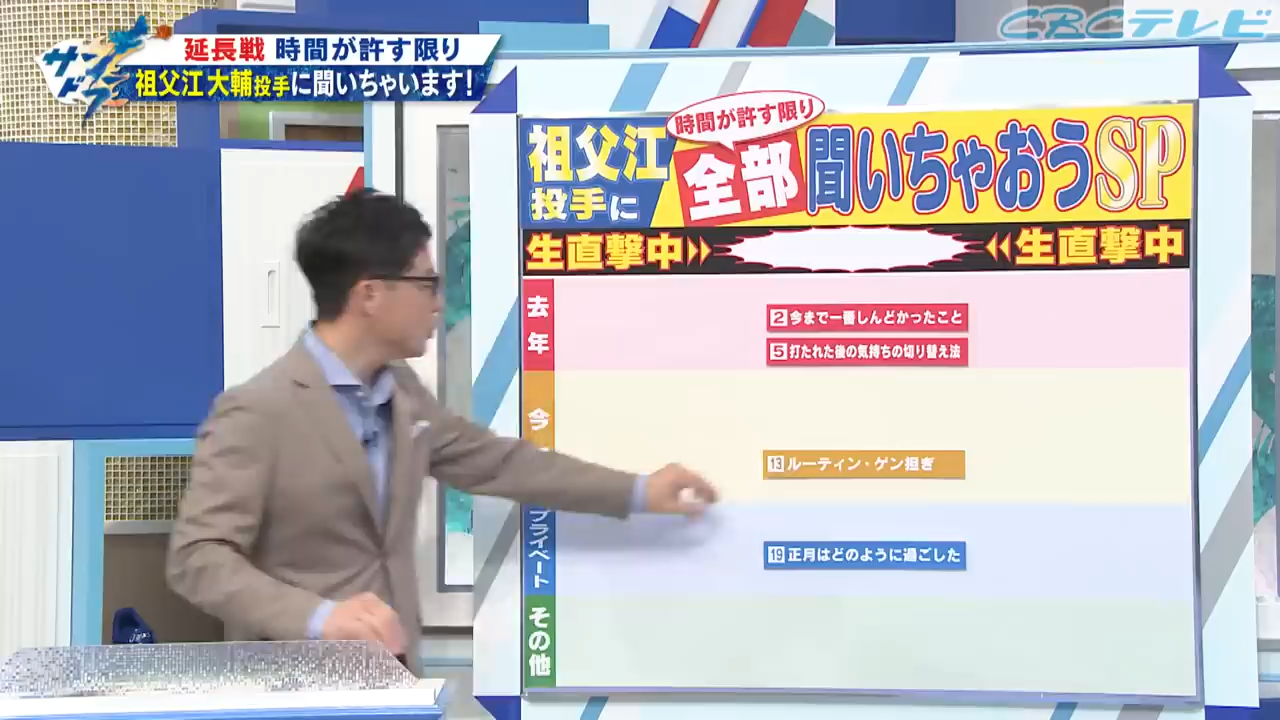 CBCテレビ
サンドラ
延長戦 時間が許す限り
祖父江大輔投手に聞いちゃいます!
時間が許す限り
祖父江投手に
全部
聞いちゃおうSP
生直撃中
生直撃中
去年
2 今まで一番しんどかったこと
5 打たれた後の気持ちの切り替え法
今
13 ルーティン・ゲン担ぎ
プライベート
19 正月はどのように過ごした
その他